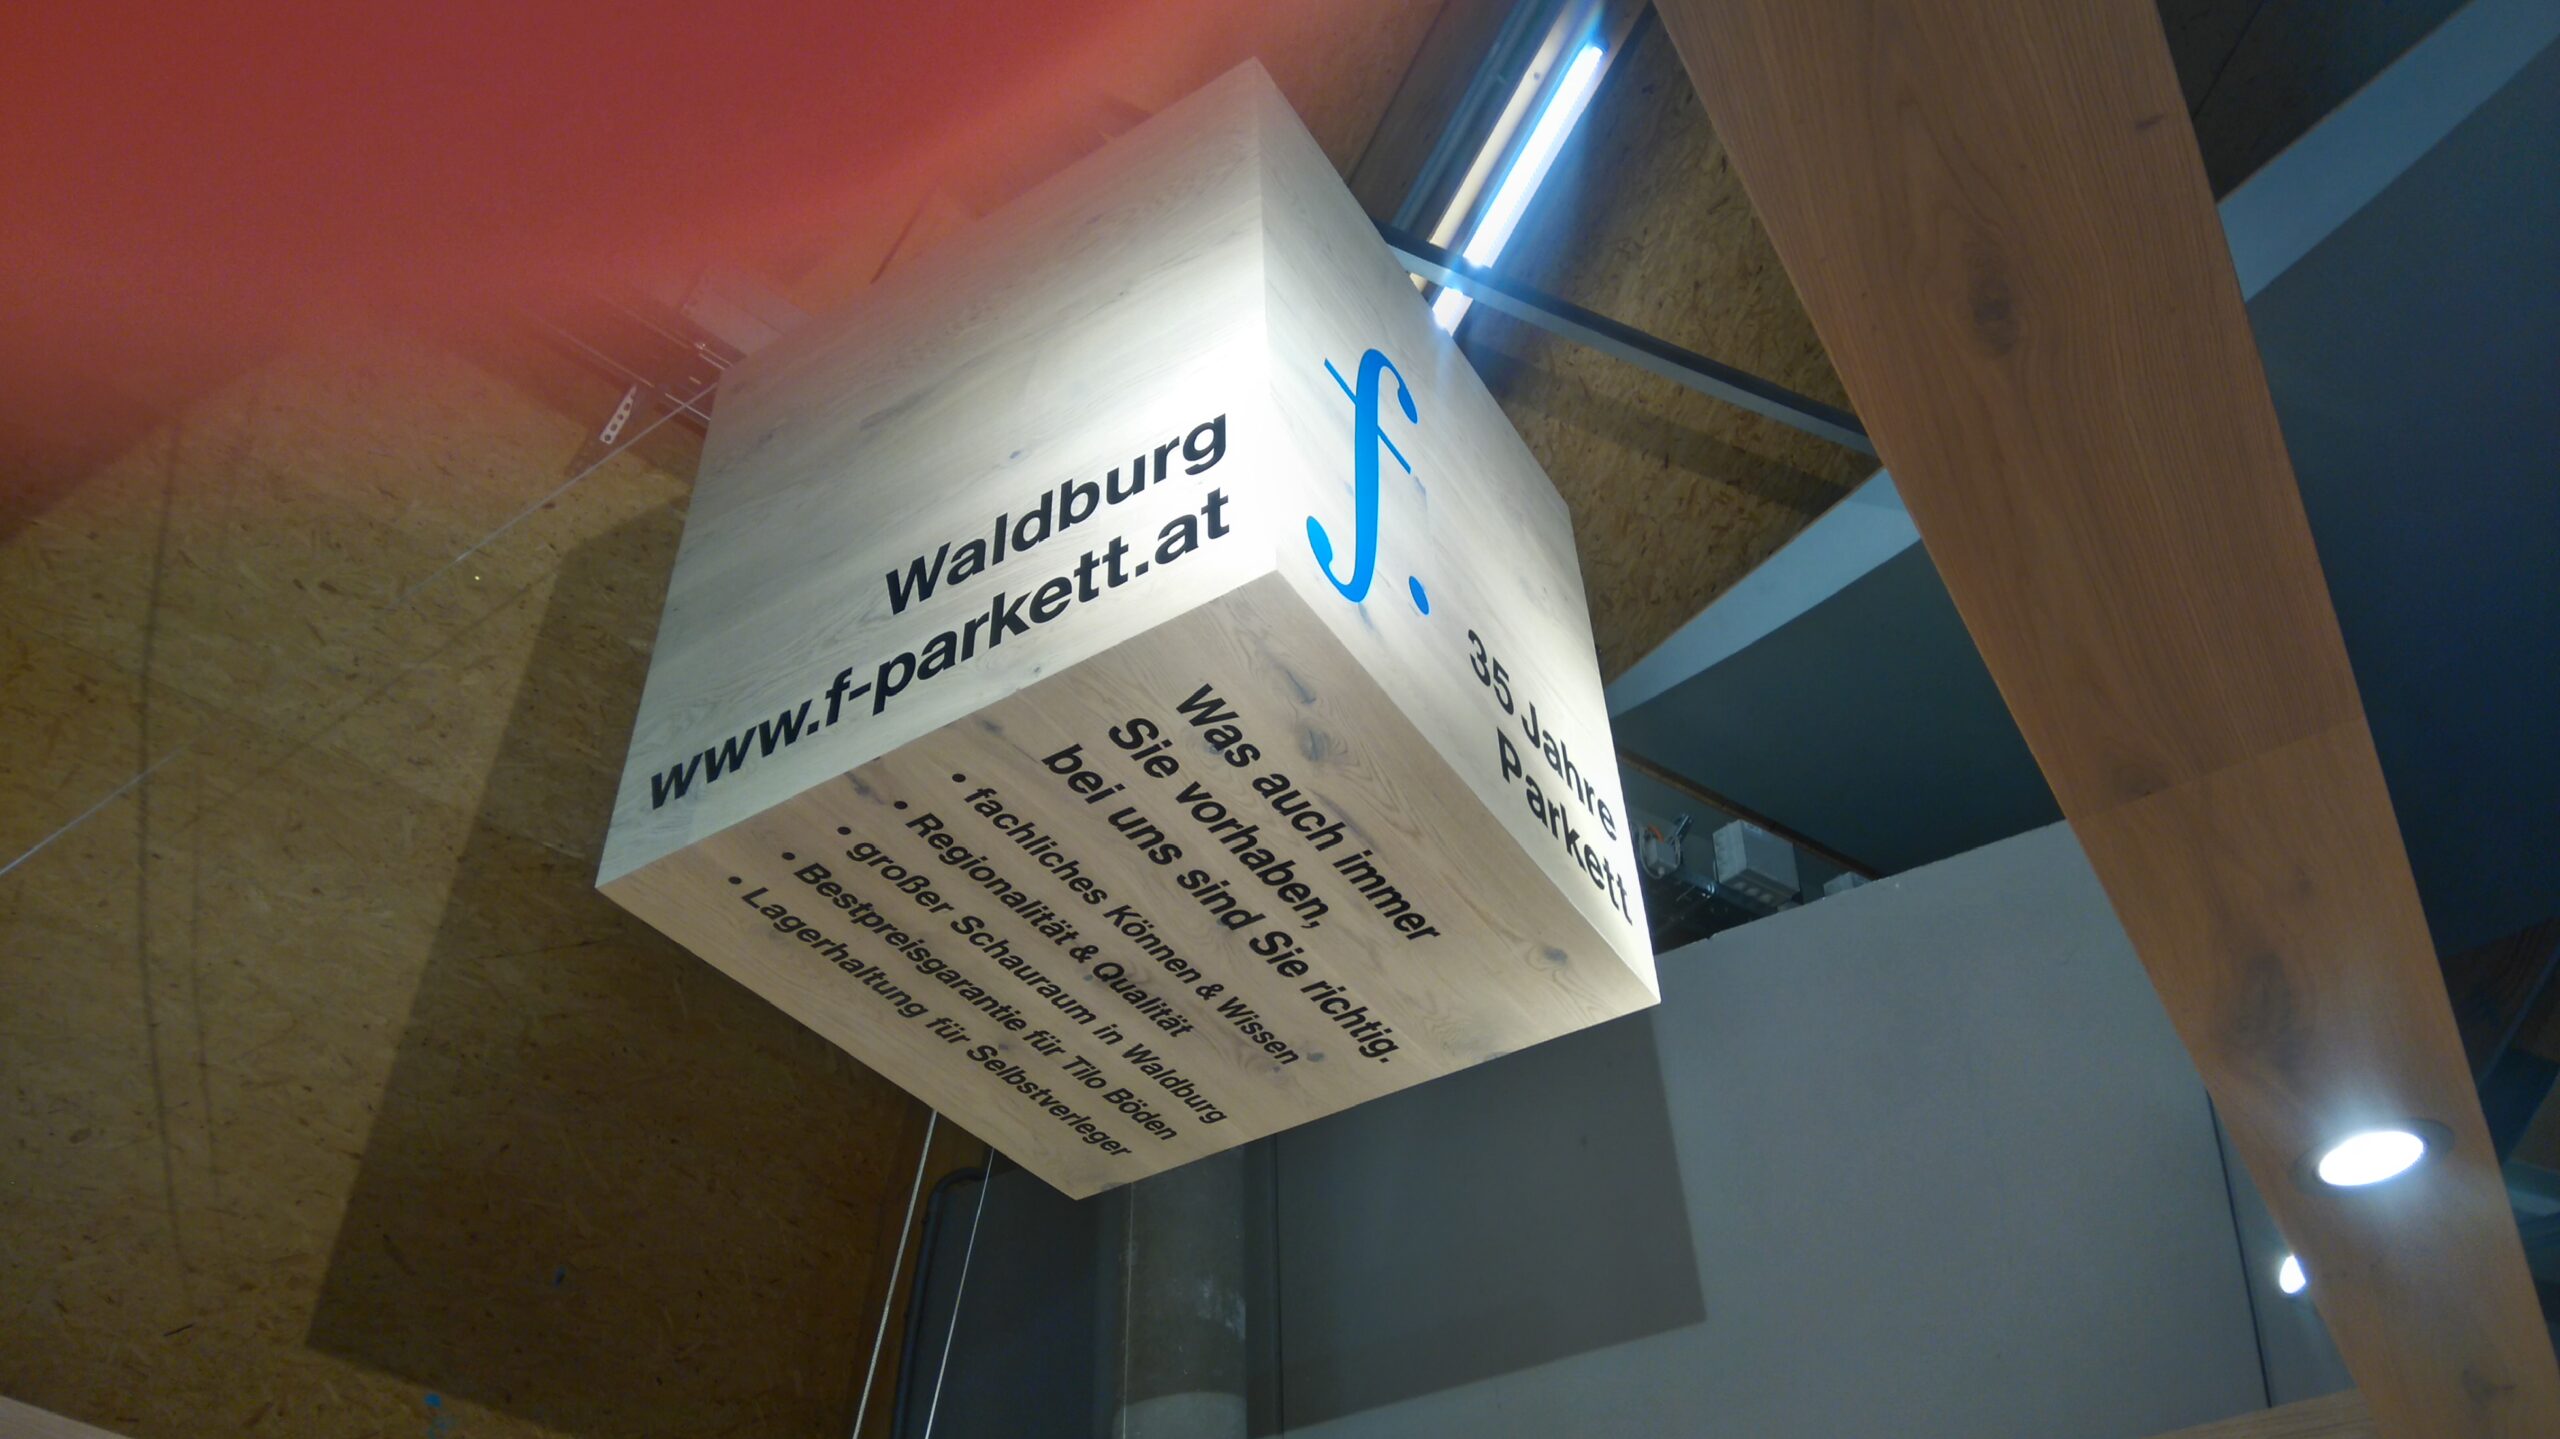 Waldburg
www.f-parkett.at
f.
35 Jahre
Parkett
Was auch immer
Sie vorhaben,
bei uns sind Sie richtig.
• fachliches Können & Wissen
• Regionalität & Qualität
• großer Schauraum in Waldburg
• Bestpreisgarantie für Tilo Böden
• Lagerhaltung für Selbstverleger